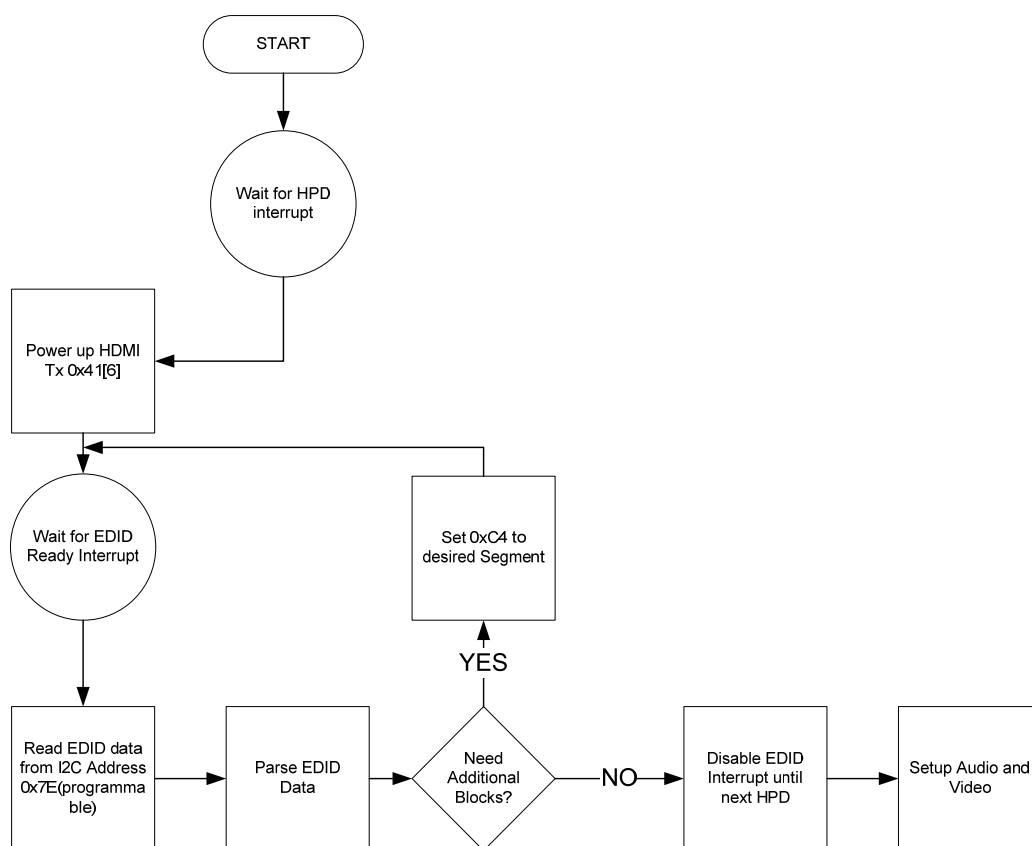 START
Wait for HPD
interrupt
Power up HDMI
Tx 0x41[6]
Wait for EDID
Ready Interrupt
Set 0xC4 to
desired Segment
YES
Read EDID data
from I2C Address
0x7E(programm
able)
Parse EDID
Data
Need
Additional
Blocks?
NO
Disable EDID
Interrupt until
next HPD
Setup Audio and
Video